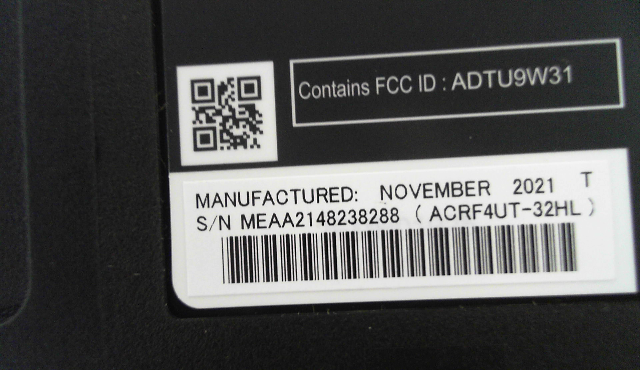 Contains FCC ID : ADTU9W31
MANUFACTURED: NOVEMBER 2021 T
S/N MEAA2148238288 ( ACRF4UT-32HL )